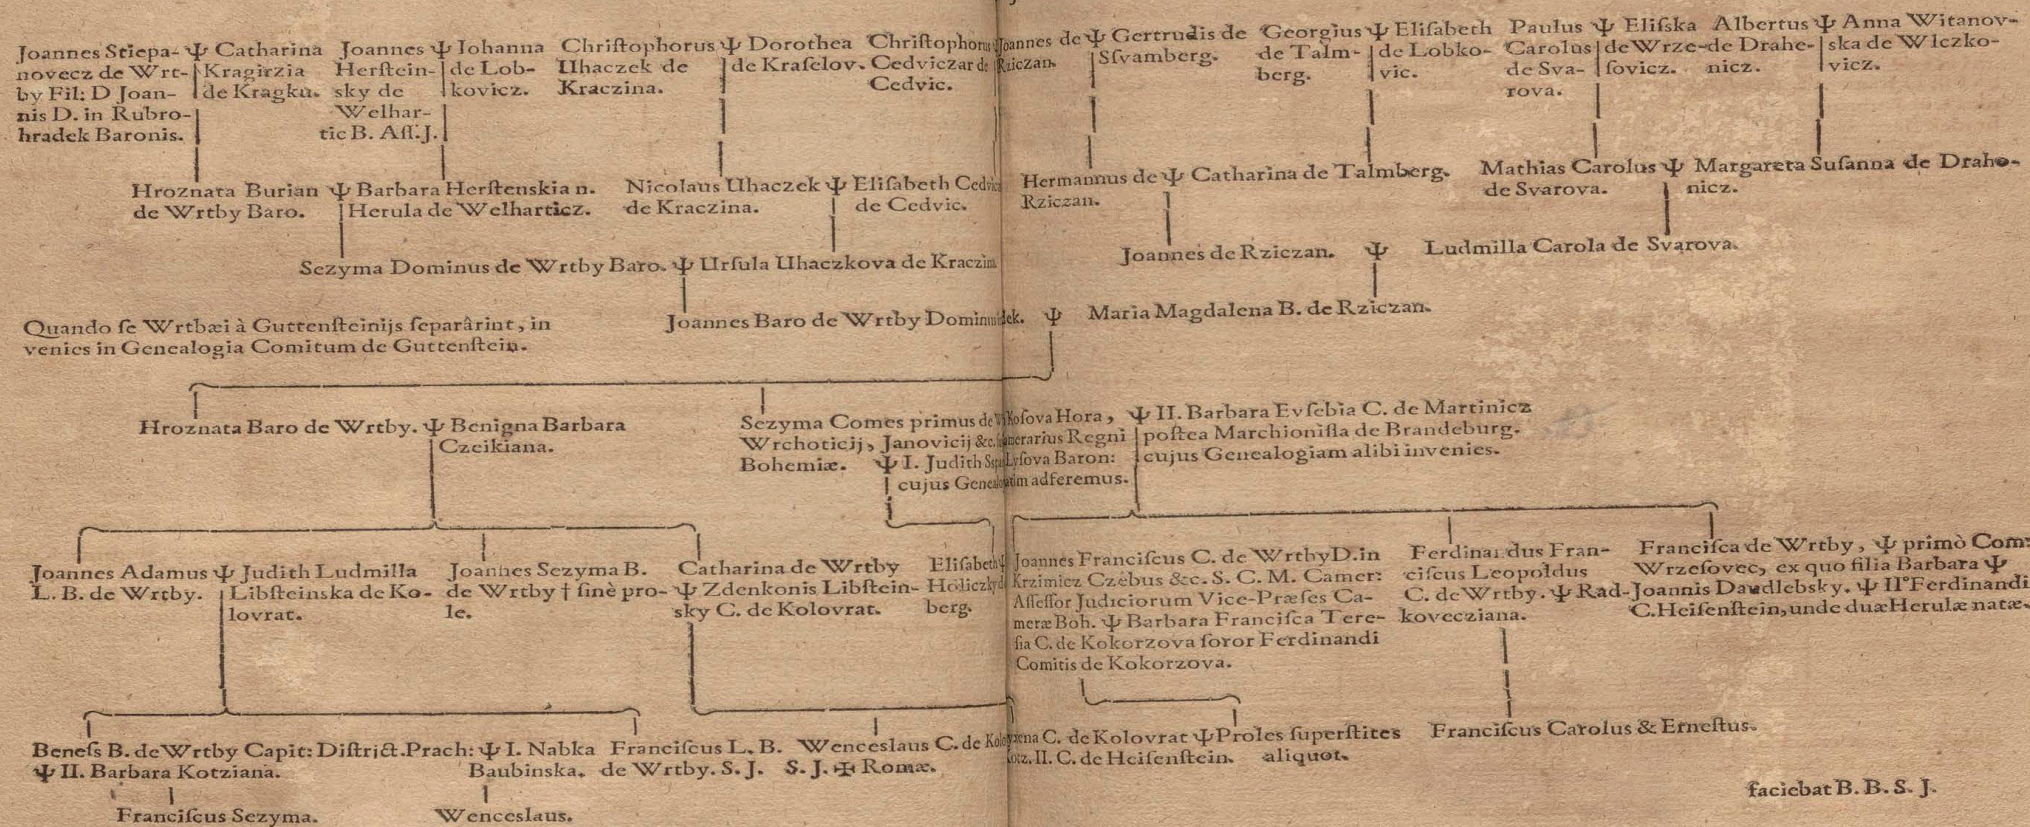 Joannes Stiepa- Ψ Catharina
novecz de Wrt- Kragirzia
by Fil: D Joan- de Kragku.
nis D. in Rubro-
hradek Baronis.
Joannes Ψ Iohanna
Herſtein- de Lob-
sky de kovicz.
Welhar-
tic B. Aſſ. J.
Chriſtophorus Ψ Dorothea
Uhaczek de de Kraſelov.
Kraczina.
Chriſtophorus
Cedviczar de
Cedvic.
Joannes de Ψ Gertrudis de
Rziczan. Sſvamberg.
Georgius Ψ Eliſabeth
de Talm- de Lobko-
berg. vic.
Paulus Ψ Eliſska
Carolus de Wrze-
de Sva- ſovicz.
rova.
Albertus Ψ Anna Witanov-
de Drahe- ska de Wlczko-
nicz. vicz.
Hroznata Burian Ψ Barbara Herſtenskia n.
de Wrtby Baro. Herula de Welharticz.
Nicolaus Uhaczek Ψ Eliſabeth
de Kraczina. de Cedvic.
Hermannus de Ψ Catharina de Talmberg.
Rziczan.
Mathias Carolus Ψ Margareta Suſanna de Draho-
de Svarova. nicz.
Sezyma Dominus de Wrtby Baro. Ψ Urſula Uhaczkova de
Joannes de Rziczan. Ψ Ludmilla Carola de Svarova.
Joannes Baro de Wrtby Ψ Maria Magdalena B. de Rziczan.
Quando ſe Wrtbæi à Guttenſteinijs ſeparârint, in
venies in Genealogia Comitum de Guttenſtein.
Hroznata Baro de Wrtby. Ψ Benigna Barbara
Czeikiana.
Sezyma Comes primus de Koſova Hora,
Wrchoticij, Janovicij &c. Regni
Bohemiæ. Ψ I. Judith Lyſova Baron:
cujus adferemus.
Ψ II. Barbara Evſebia C. de Martinicz
poſtea Marchioniſſa de Brandeburg.
cujus Genealogiam alibi invenies.
Joannes Adamus Ψ Judith Ludmilla
L. B. de Wrtby. Libſteinska de Ko-
lovrat.
Joannes Sezyma B.
de Wrtby † ſinè pro-
le.
Catharina de Wrtby
Ψ Zdenkonis Libſtein-
sky C. de Kolovrat.
Eliſabeth
Holiczky de
berg.
Joannes Franciſcus C. de Wrtby D. in
Krzimicz Czebus &c. S. C. M. Camer:
Aſſeſſor Judiciorum Vice-Præſes Ca-
meræ Boh. Ψ Barbara Franciſca Tere-
ſia C. de Kokorzova ſoror Ferdinandi
Comitis de Kokorzova.
Ferdinandus Fran-
ciſcus Leopoldus
C. de Wrtby. Ψ Rad-
kovecziana.
Franciſca de Wrtby, Ψ primò Com:
Wrzeſovec, ex quo filia Barbara Ψ
Joannis Daudlebsky. Ψ II° Ferdinandi
C. Heiſenſtein, unde duæ Herulæ natæ.
Beneſs B. de Wrtby Capit: Diſtrict. Prach: Ψ I. Nabka
Ψ II. Barbara Kotziana. Baubinska.
Franciſcus L. B.
de Wrtby. S. J.
Wenceslaus C. de
S. J. ✠ Romæ.
C. de Kolovrat Ψ
II. C. de Heiſenſtein.
Proles ſuperſtites
aliquot.
Franciſcus Carolus & Erneſtus.
Franciſcus Sezyma.
Wenceslaus.
faciebat B. B. S. J.